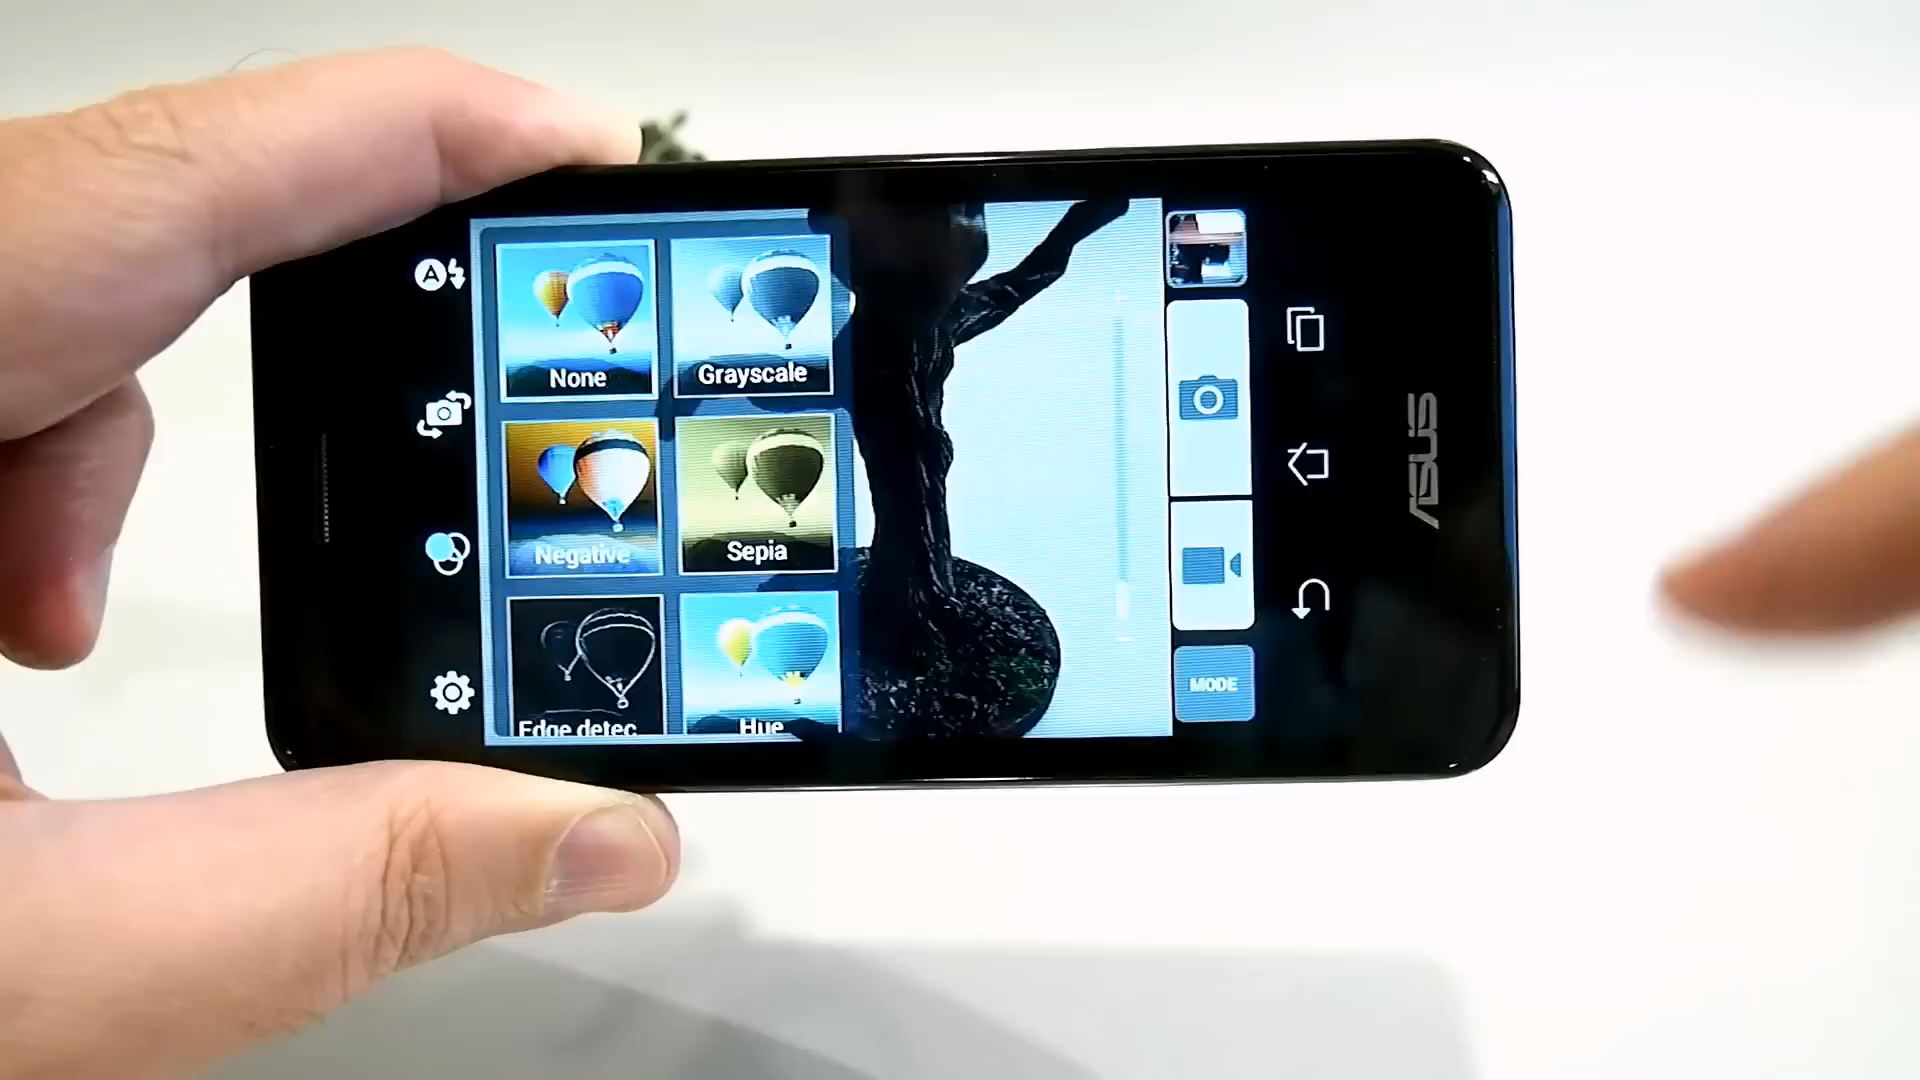 A
None
Grayscale
Negative
Sepia
Edge detec
Hue
MODE
ASUS